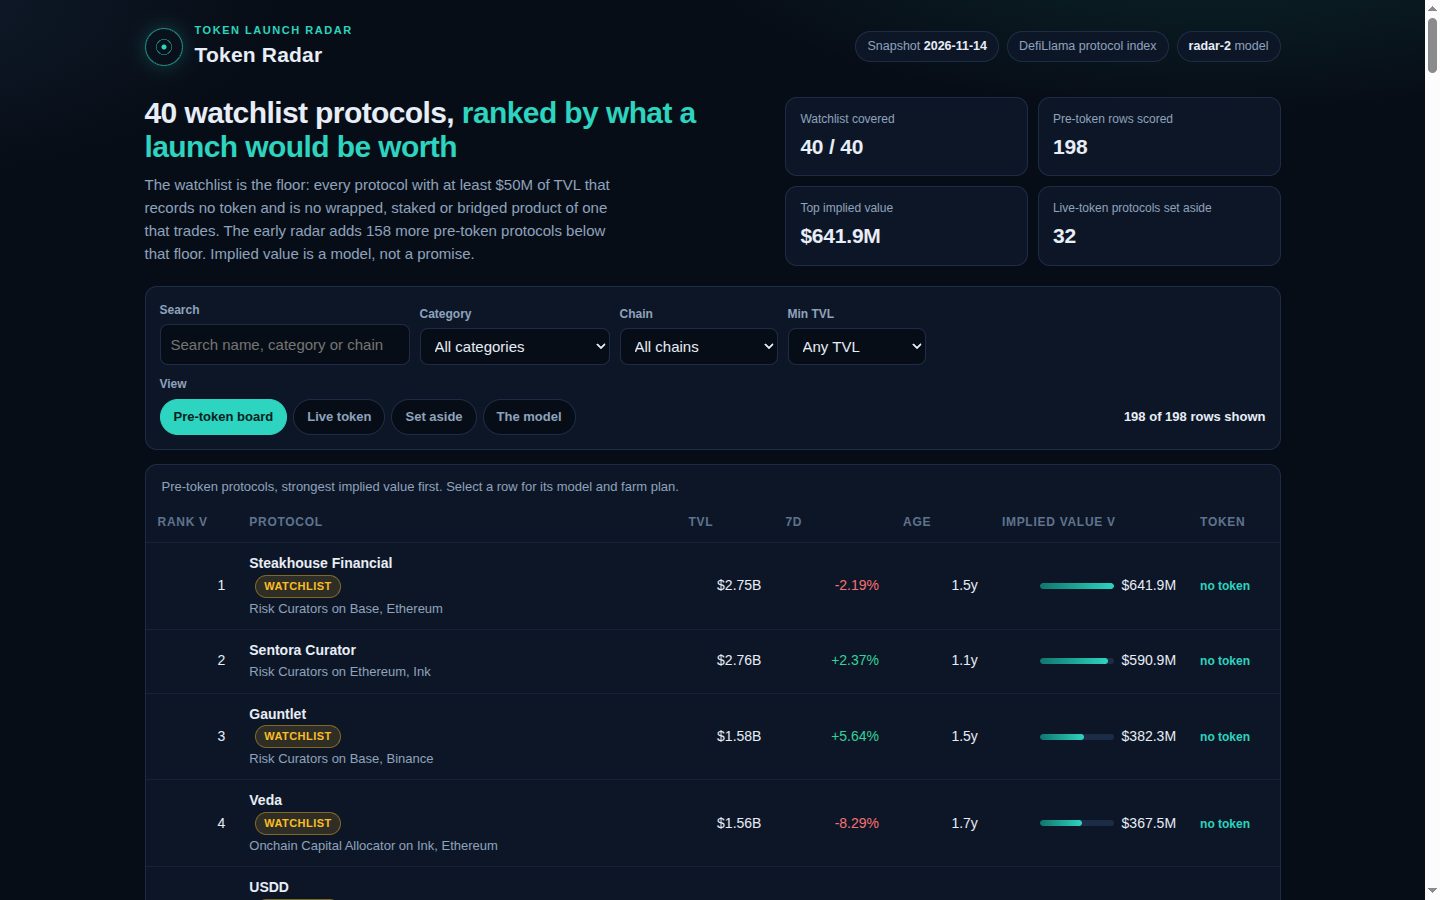 TOKEN LAUNCH RADAR
Token Radar
Snapshot 2026-11-14
DefiLlama protocol index
radar-2 model
40 watchlist protocols, ranked by what a
launch would be worth
The watchlist is the floor: every protocol with at least $50M of TVL that
records no token and is no wrapped, staked or bridged product of one
that trades. The early radar adds 158 more pre-token protocols below
that floor. Implied value is a model, not a promise.
Watchlist covered
40 / 40
Pre-token rows scored
198
Top implied value
$641.9M
Live-token protocols set aside
32
Search
Search name, category or chain
Category
All categories
Chain
All chains
Min TVL
Any TVL
View
Pre-token board
Live token
Set aside
The model
198 of 198 rows shown
Pre-token protocols, strongest implied value first. Select a row for its model and farm plan.
RANK V PROTOCOL TVL 7D AGE IMPLIED VALUE V TOKEN
Steakhouse Financial
1 WATCHLIST $2.75B -2.19% 1.5y $641.9M no token
Risk Curators on Base, Ethereum
Sentora Curator
2 $2.76B +2.37% 1.1y $590.9M no token
Risk Curators on Ethereum, Ink
Gauntlet
3 WATCHLIST $1.58B +5.64% 1.5y $382.3M no token
Risk Curators on Base, Binance
Veda
4 WATCHLIST $1.56B -8.29% 1.7y $367.5M no token
Onchain Capital Allocator on Ink, Ethereum
USDD